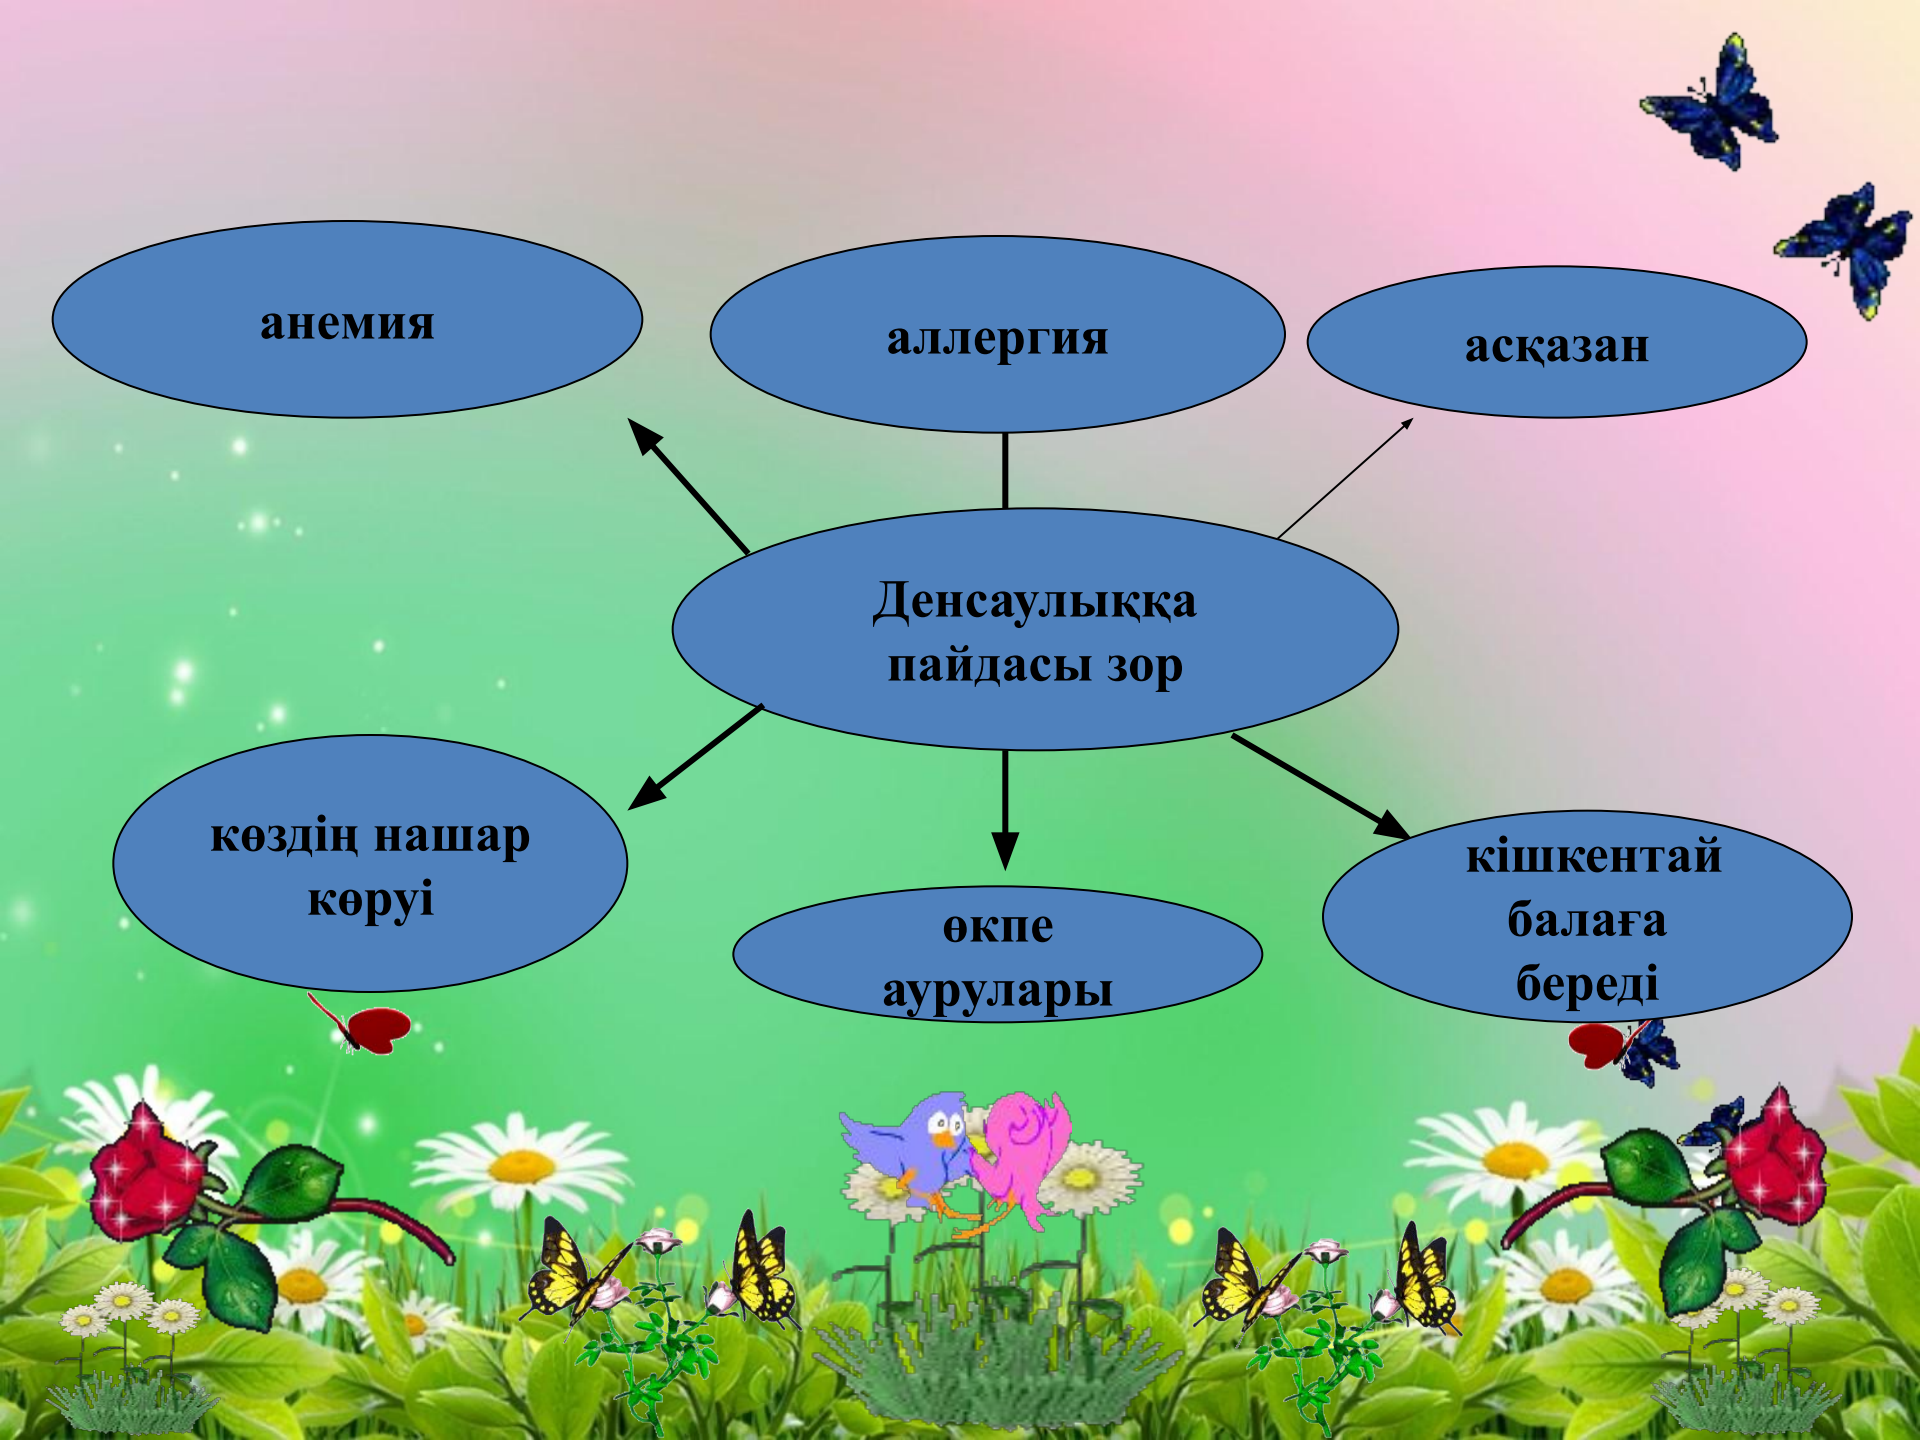 анемия
аллергия
асқазан
Денсаулыққа
пайдасы зор
көздің нашар
көруі
өкпе
аурулары
кішкентай
балаға
береді